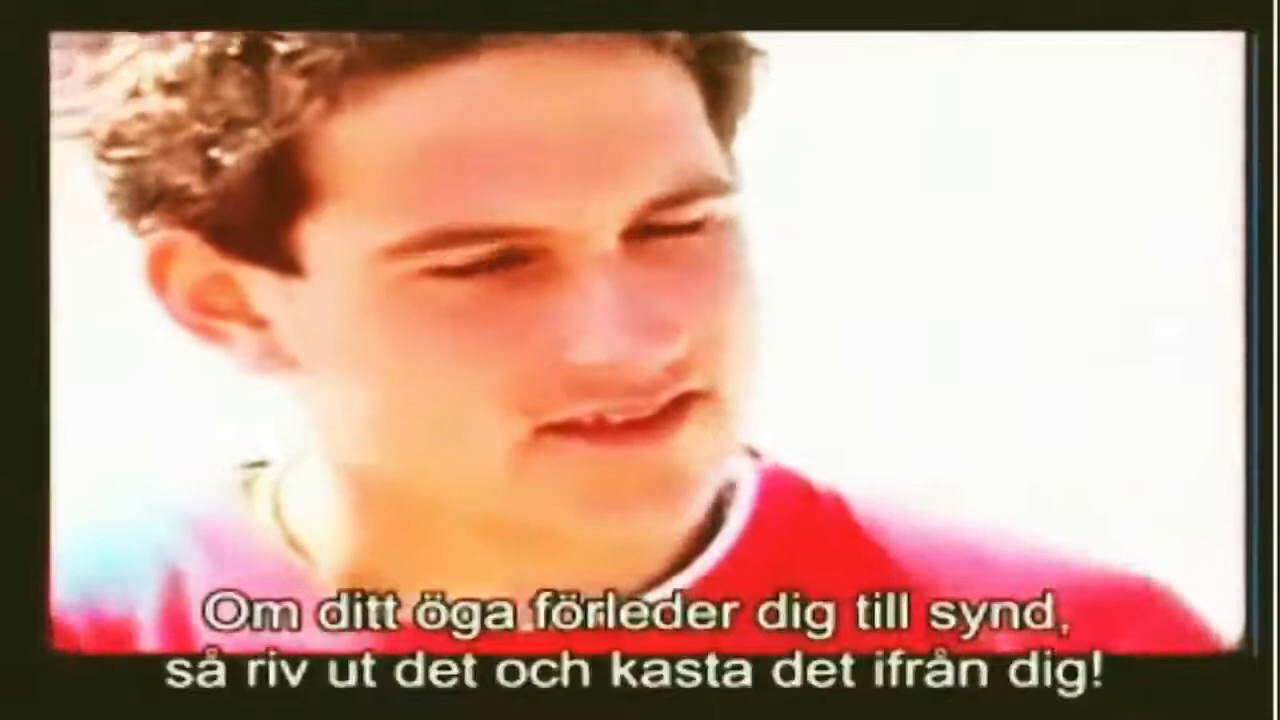 Om ditt öga förleder dig till synd,
så riv ut det och kasta det ifrån dig!